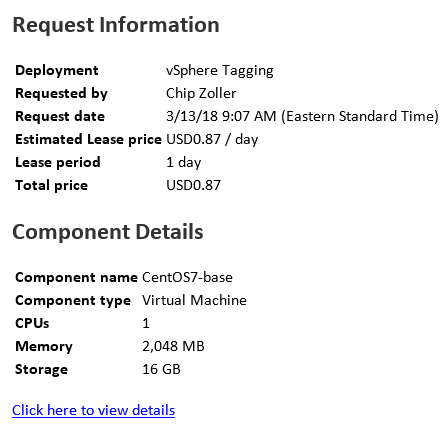 Request Information
Deployment vSphere Tagging
Requested by Chip Zoller
Request date 3/13/18 9:07 AM (Eastern Standard Time)
Estimated Lease price USD0.87 / day
Lease period 1 day
Total price USD0.87
Component Details
Component name CentOS7-base
Component type Virtual Machine
CPUs 1
Memory 2,048 MB
Storage 16 GB
Click here to view details